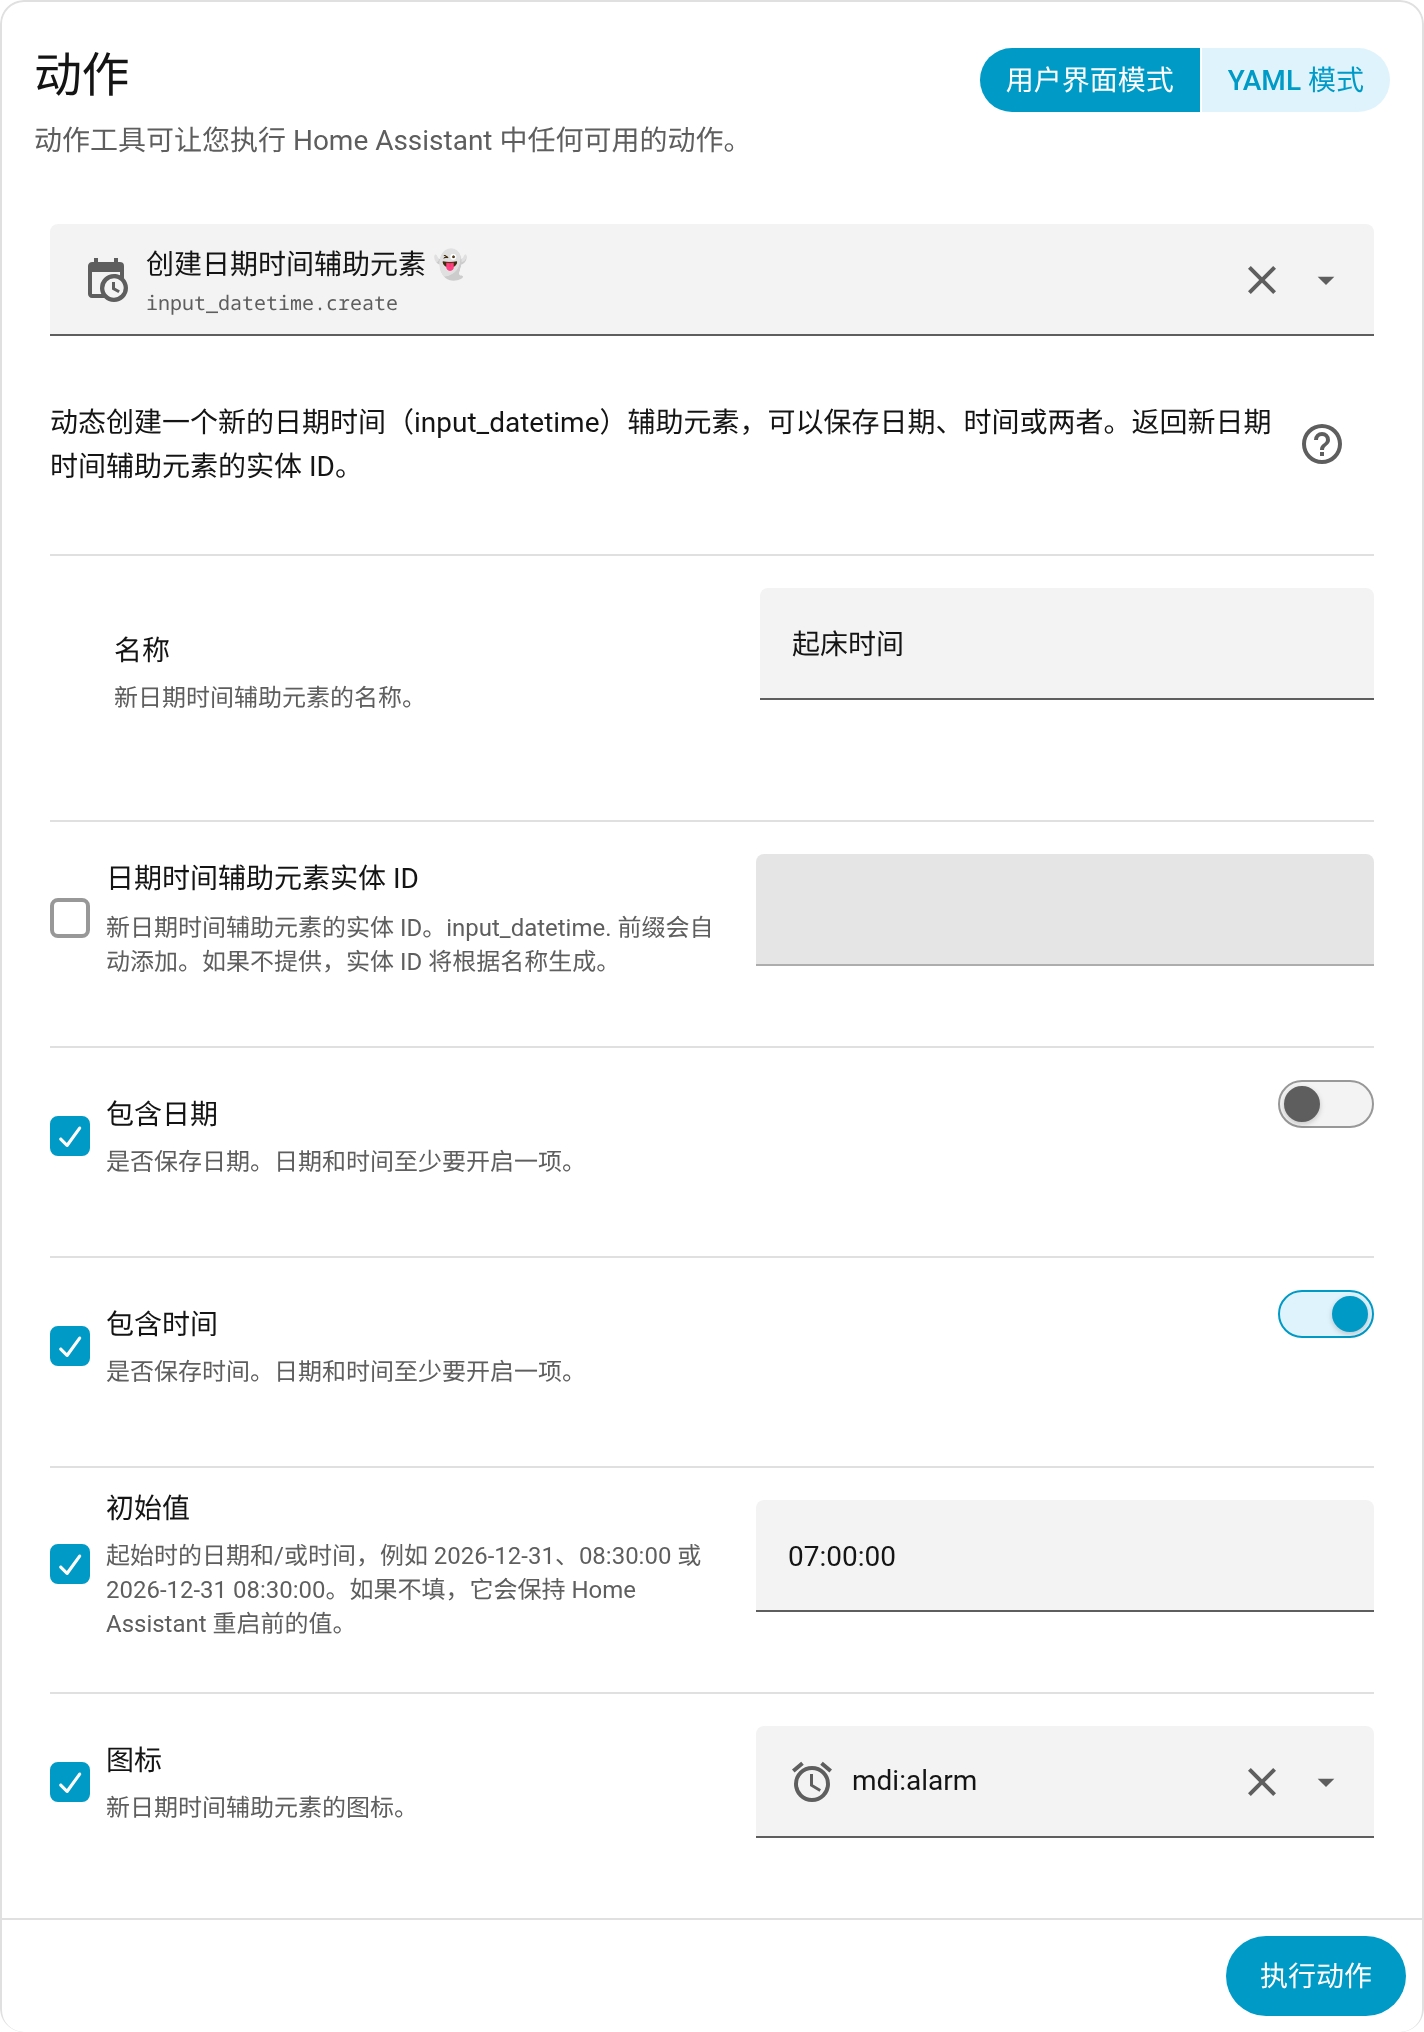 动作
用户界面模式
YAML 模式
动作工具可让您执行 Home Assistant 中任何可用的动作。
创建日期时间辅助元素 👻
input_datetime.create
动态创建一个新的日期时间（input_datetime）辅助元素，可以保存日期、时间或两者。返回新日期
时间辅助元素的实体 ID。
名称
新日期时间辅助元素的名称。
起床时间
日期时间辅助元素实体 ID
新日期时间辅助元素的实体 ID。input_datetime. 前缀会自
动添加。如果不提供，实体 ID 将根据名称生成。
包含日期
是否保存日期。日期和时间至少要开启一项。
包含时间
是否保存时间。日期和时间至少要开启一项。
初始值
起始时的日期和/或时间，例如 2026-12-31、08:30:00 或
2026-12-31 08:30:00。如果不填，它会保持 Home
Assistant 重启前的值。
07:00:00
图标
新日期时间辅助元素的图标。
mdi:alarm
执行动作